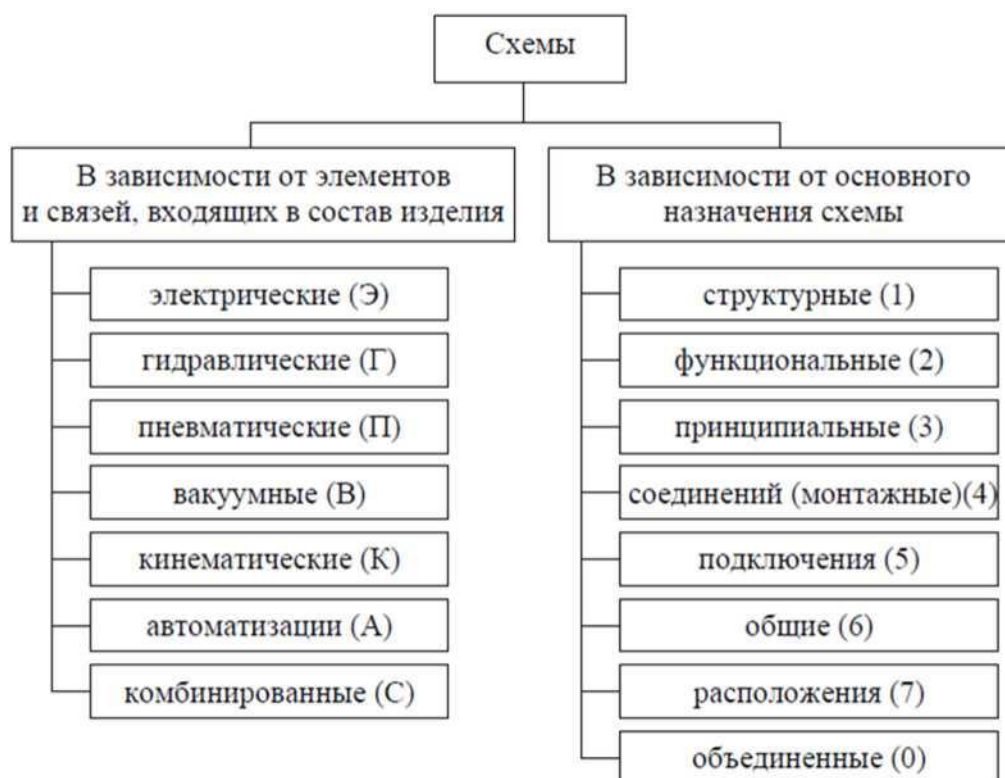 Схемы
В зависимости от элементов
и связей, входящих в состав изделия
электрические (Э)
гидравлические (Г)
пневматические (П)
вакуумные (В)
кинематические (К)
автоматизации (А)
комбинированные (С)
В зависимости от основного
назначения схемы
структурные (1)
функциональные (2)
принципиальные (3)
соединений (монтажные)(4)
подключения (5)
общие (6)
расположения (7)
объединенные (0)